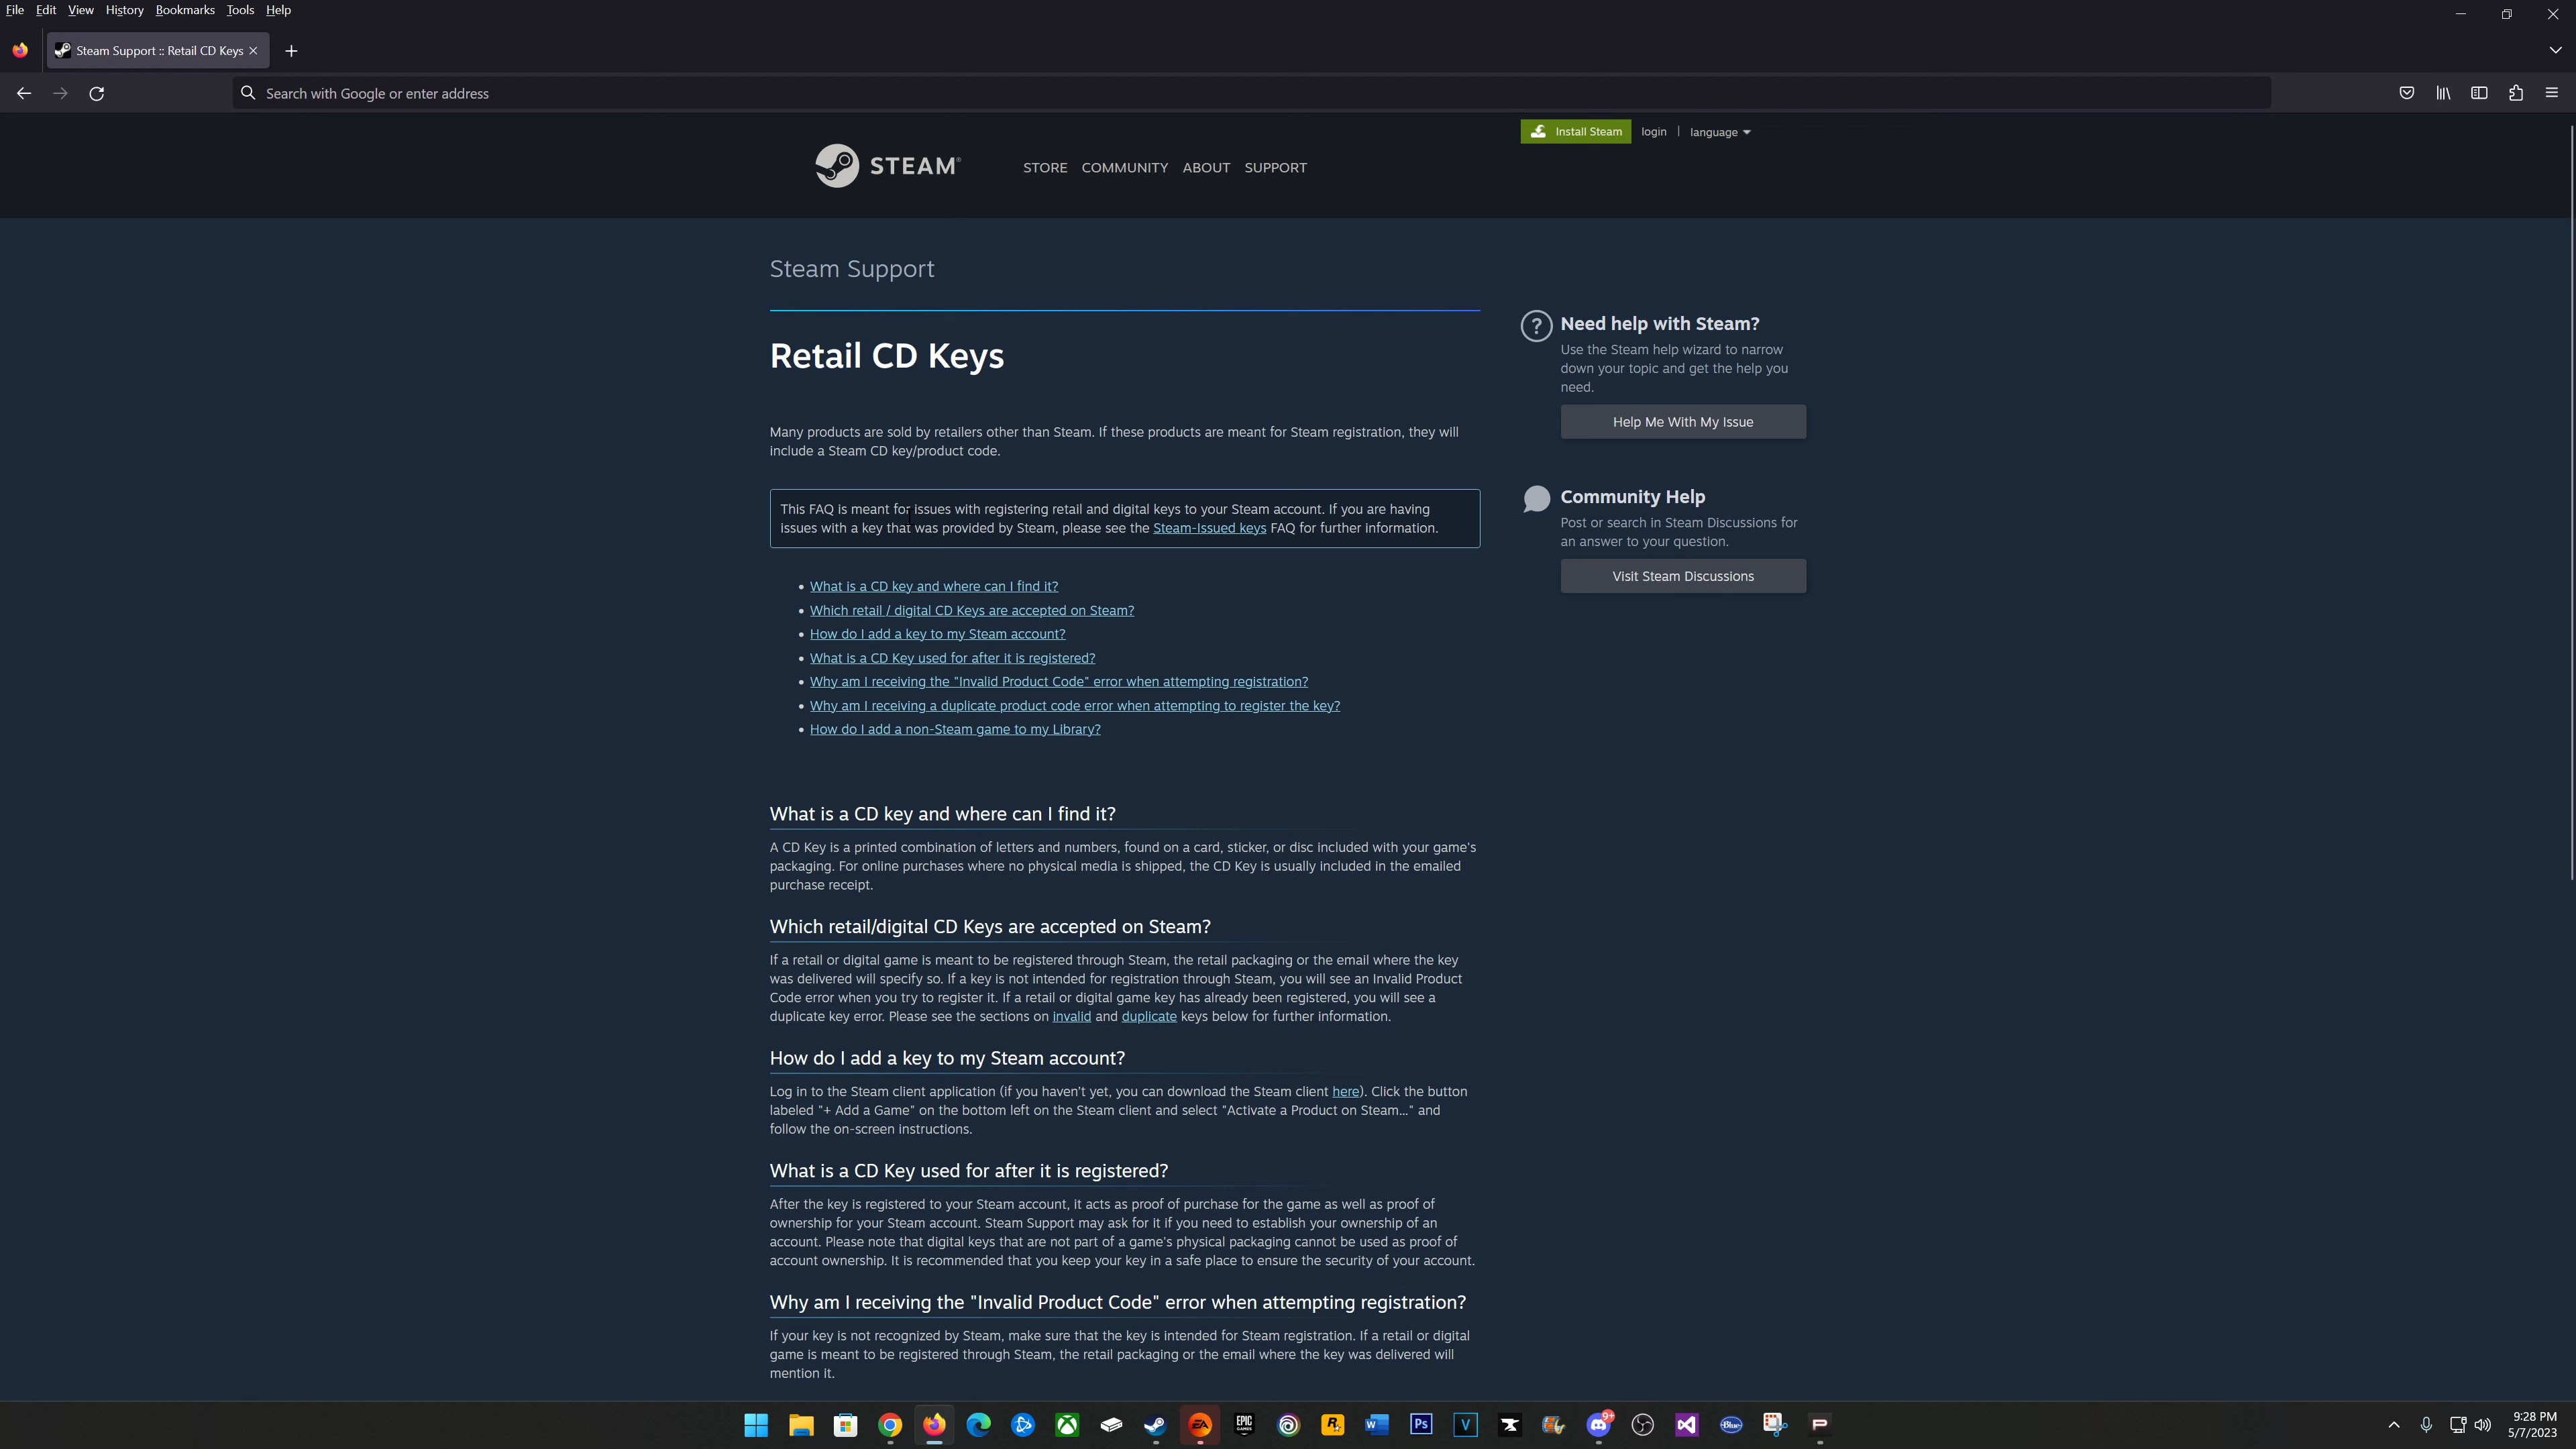 File Edit View History Bookmarks Tools Help
Steam Support :: Retail CD Keys
Search with Google or enter address
Install Steam login | language
STEAM®
STORE COMMUNITY ABOUT SUPPORT
Steam Support
Retail CD Keys
Many products are sold by retailers other than Steam. If these products are meant for Steam registration, they will
include a Steam CD key/product code.
This FAQ is meant for issues with registering retail and digital keys to your Steam account. If you are having
issues with a key that was provided by Steam, please see the Steam-Issued keys FAQ for further information.
• What is a CD key and where can I find it?
• Which retail / digital CD Keys are accepted on Steam?
• How do I add a key to my Steam account?
• What is a CD Key used for after it is registered?
• Why am I receiving the "Invalid Product Code" error when attempting registration?
• Why am I receiving a duplicate product code error when attempting to register the key?
• How do I add a non-Steam game to my Library?
What is a CD key and where can I find it?
A CD Key is a printed combination of letters and numbers, found on a card, sticker, or disc included with your game's
packaging. For online purchases where no physical media is shipped, the CD Key is usually included in the emailed
purchase receipt.
Which retail/digital CD Keys are accepted on Steam?
If a retail or digital game is meant to be registered through Steam, the retail packaging or the email where the key
was delivered will specify so. If a key is not intended for registration through Steam, you will see an Invalid Product
Code error when you try to register it. If a retail or digital game key has already been registered, you will see a
duplicate key error. Please see the sections on invalid and duplicate keys below for further information.
How do I add a key to my Steam account?
Log in to the Steam client application (if you haven't yet, you can download the Steam client here). Click the button
labeled "+ Add a Game" on the bottom left on the Steam client and select "Activate a Product on Steam..." and
follow the on-screen instructions.
What is a CD Key used for after it is registered?
After the key is registered to your Steam account, it acts as proof of purchase for the game as well as proof of
ownership for your Steam account. Steam Support may ask for it if you need to establish your ownership of an
account. Please note that digital keys that are not part of a game's physical packaging cannot be used as proof of
account ownership. It is recommended that you keep your key in a safe place to ensure the security of your account.
Why am I receiving the "Invalid Product Code" error when attempting registration?
If your key is not recognized by Steam, make sure that the key is intended for Steam registration. If a retail or digital
game is meant to be registered through Steam, the retail packaging or the email where the key was delivered will
mention it.
?
Need help with Steam?
Use the Steam help wizard to narrow
down your topic and get the help you
need.
Help Me With My Issue
Community Help
Post or search in Steam Discussions for
an answer to your question.
Visit Steam Discussions
EA
EPIC
GAMES
R
W
Ps
V
9+
Blue
P
9:28 PM
5/7/2023